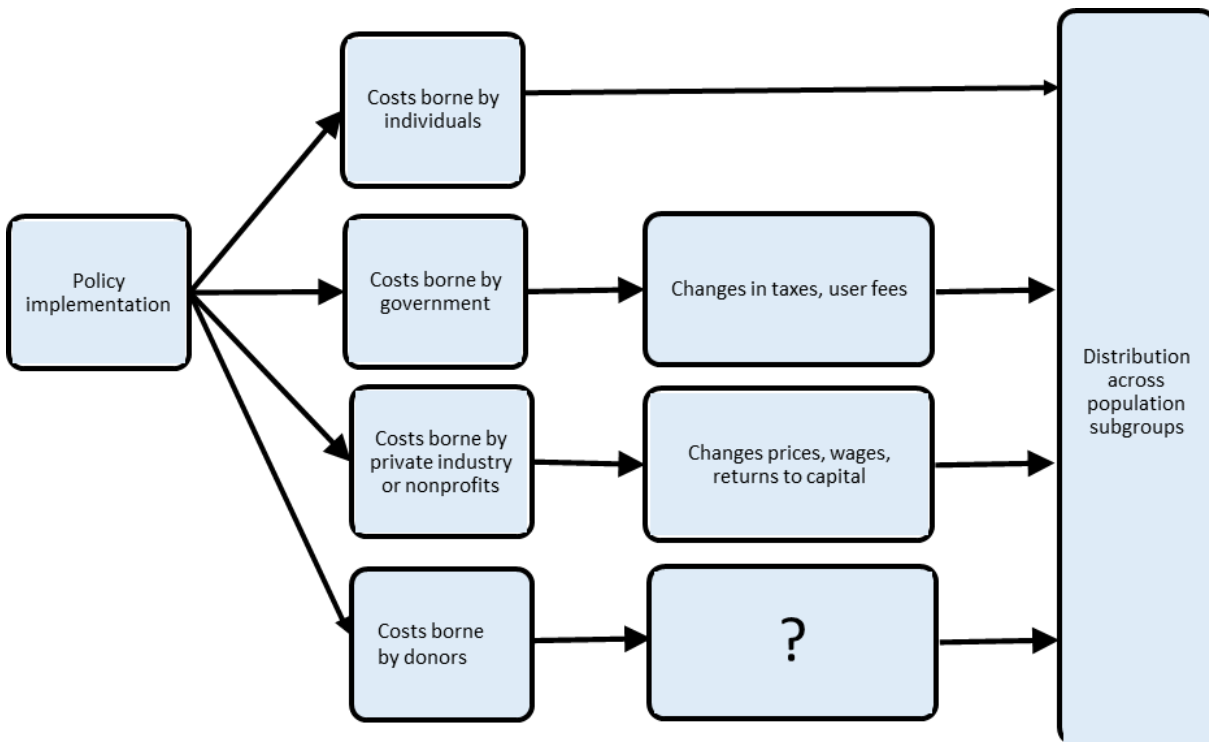 Costs borne by
individuals
Policy
implementation
Costs borne by
government
Changes in taxes, user fees
Costs borne by
private industry
or nonprofits
Changes prices, wages,
returns to capital
Costs borne
by donors
?
Distribution
across
population
subgroups